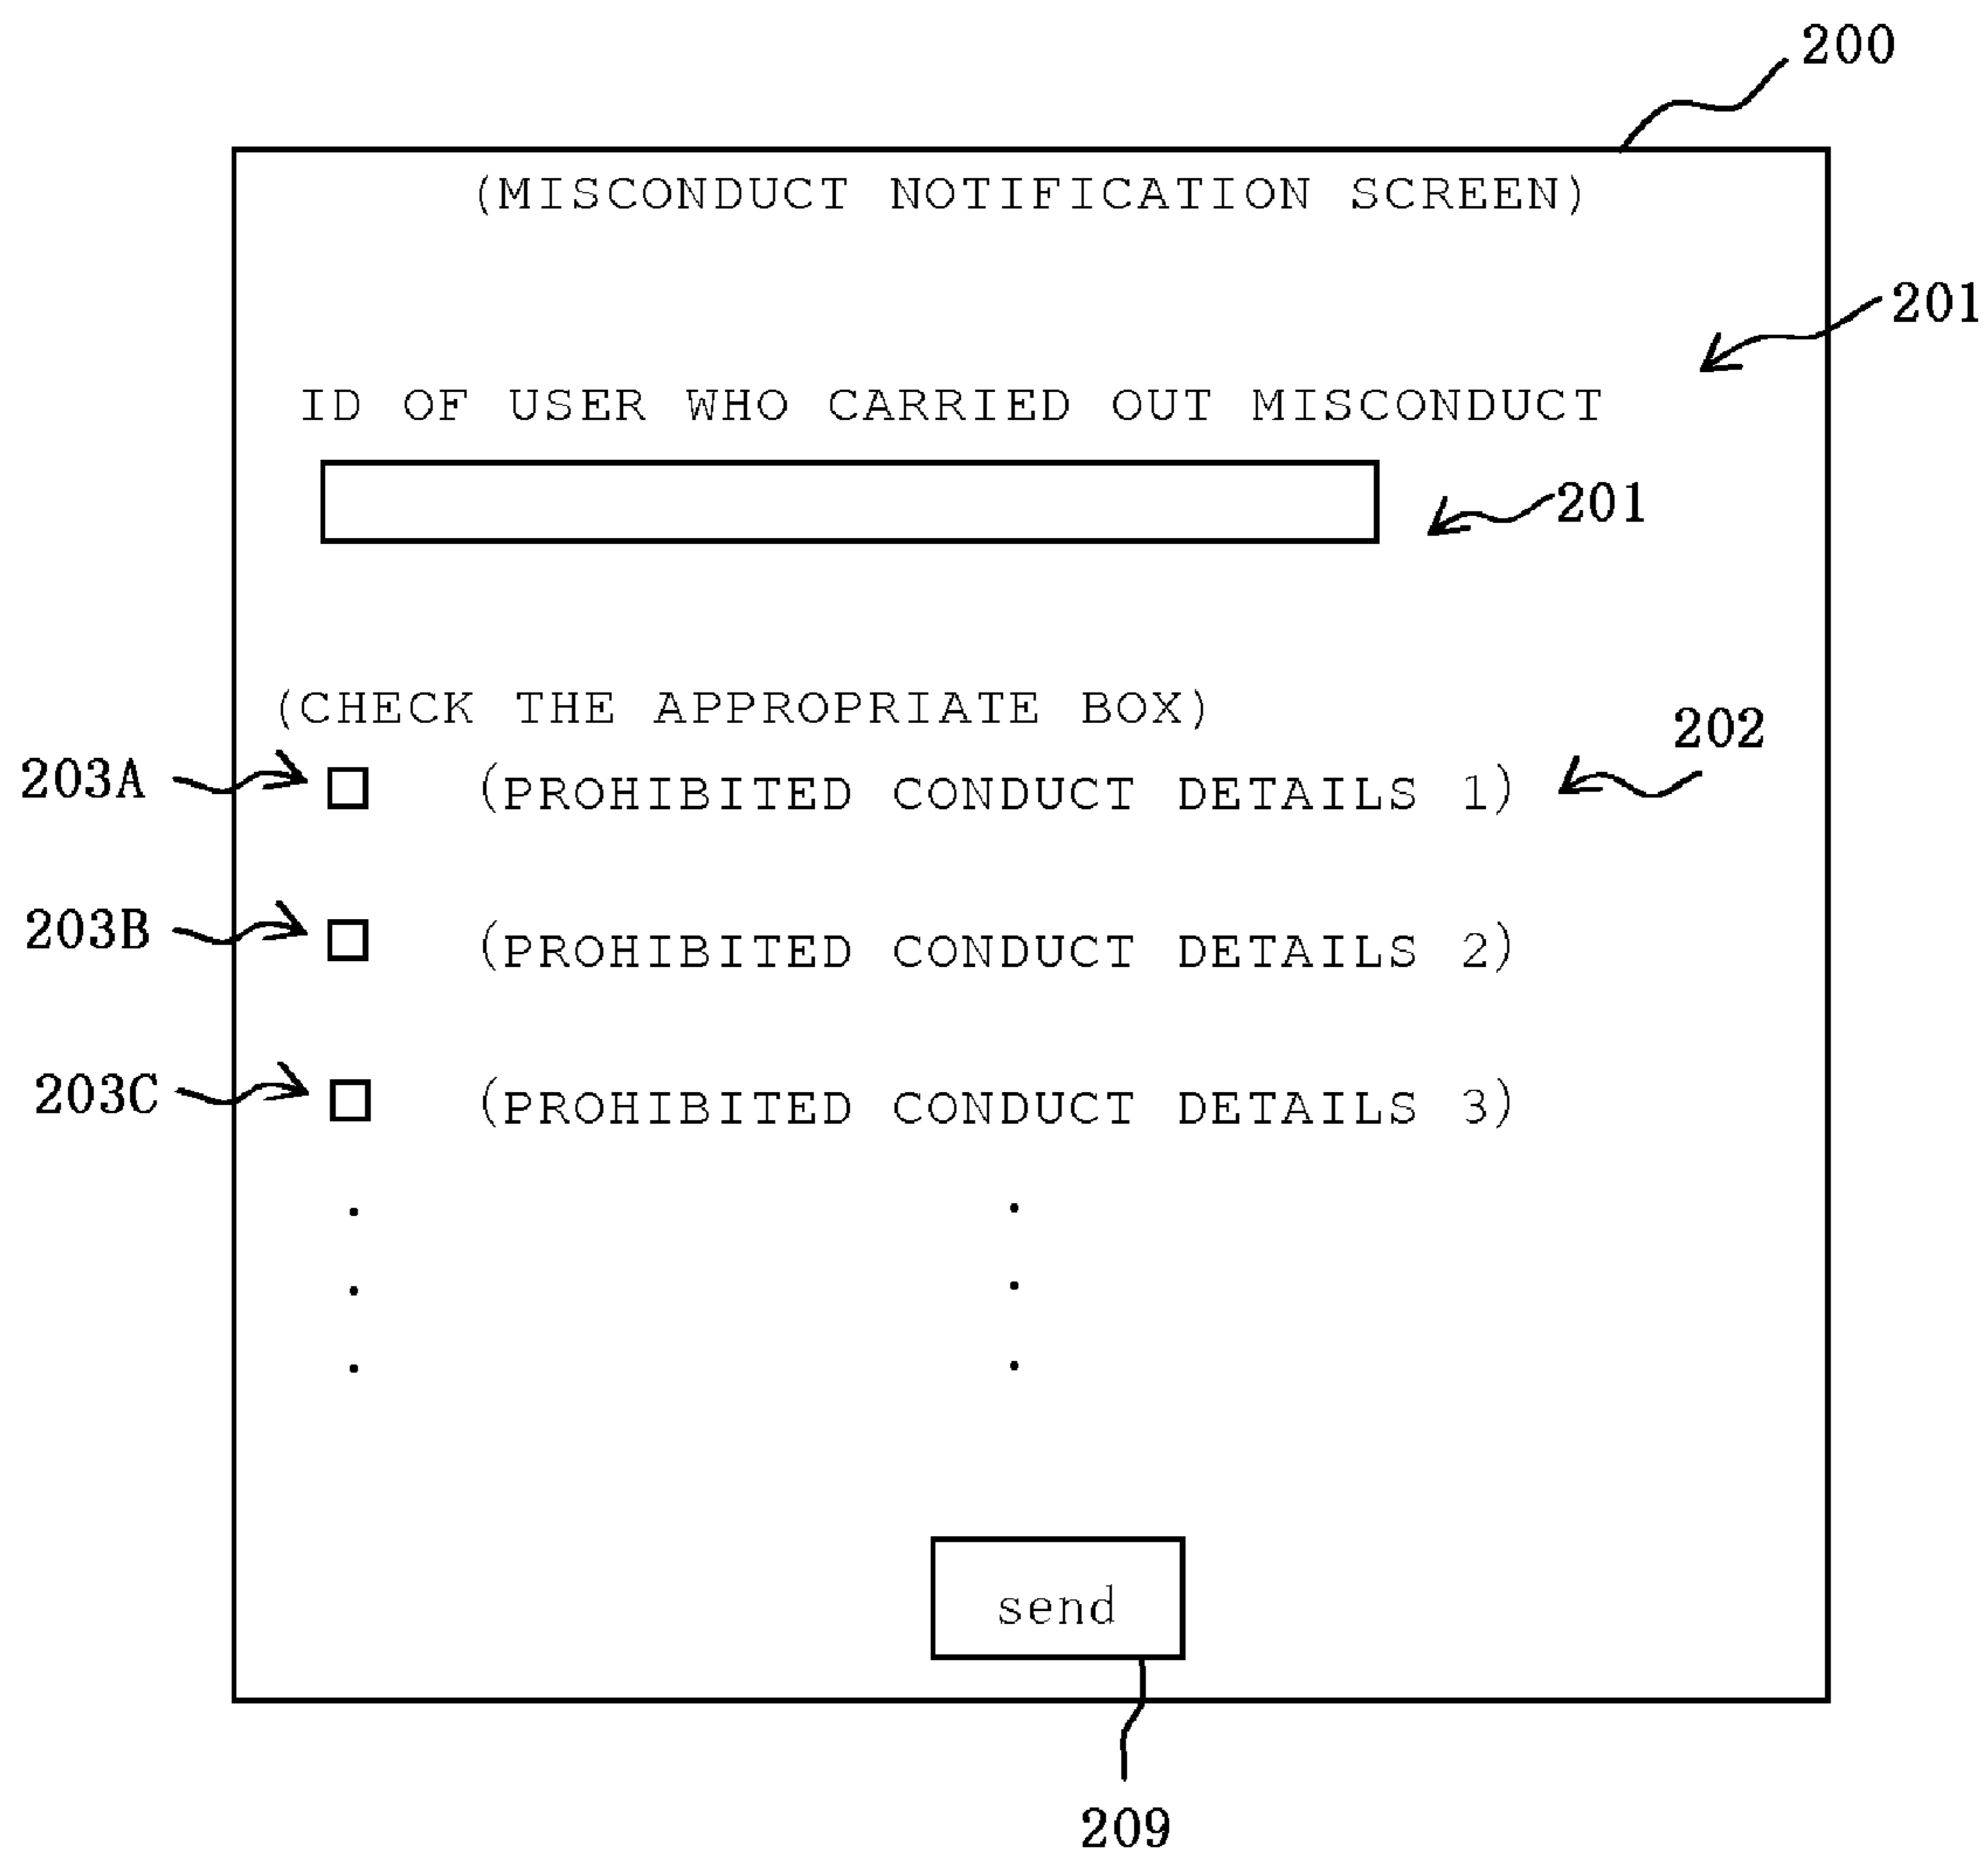 200
(MISCONDUCT NOTIFICATION SCREEN)
201
ID OF USER WHO CARRIED OUT MISCONDUCT
201
(CHECK THE APPROPRIATE BOX)
202
203A (PROHIBITED CONDUCT DETAILS 1)
203B (PROHIBITED CONDUCT DETAILS 2)
203C (PROHIBITED CONDUCT DETAILS 3)
send
209